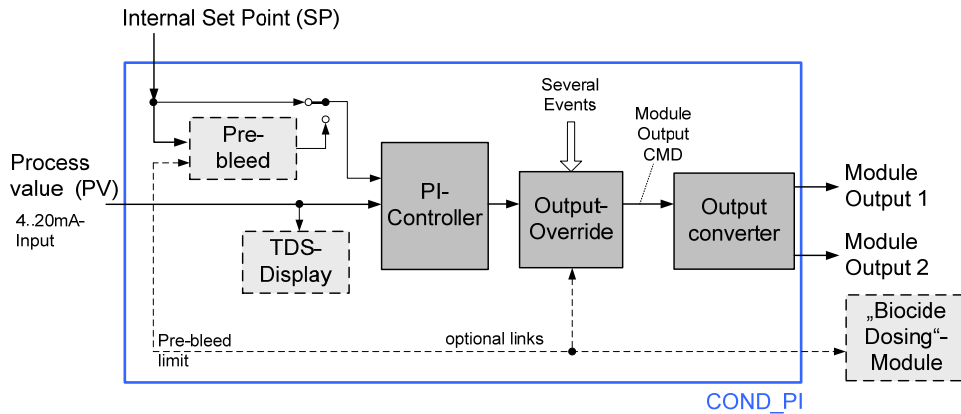 Internal Set Point (SP)
Several
Events
Module
Output
CMD
Pre-
bleed
Process
value (PV)
4..20mA-
Input
PI-
Controller
Output-
Override
Output
converter
Module
Output 1
Module
Output 2
TDS-
Display
Pre-bleed
limit
optional links
„Biocide
Dosing“-
Module
COND_PI